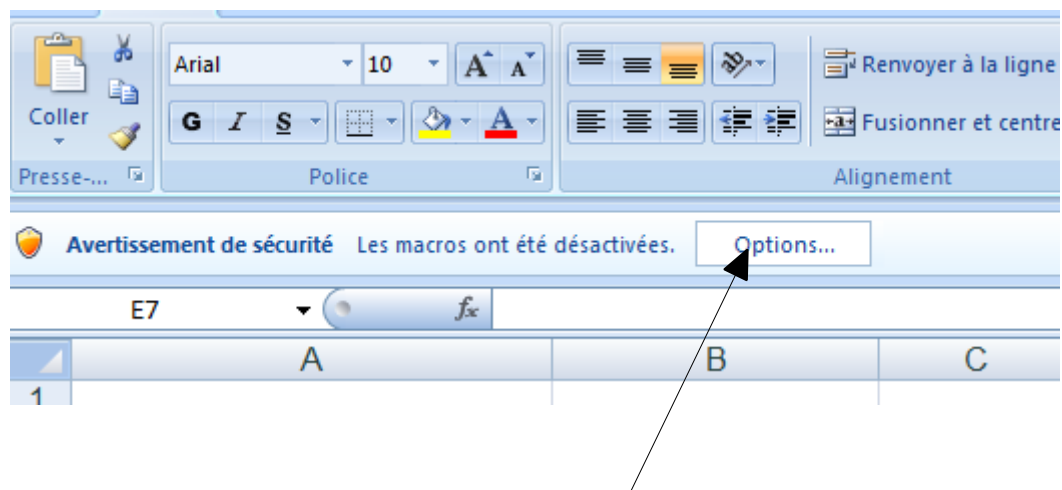 Arial 10 A A Renvoyer à la ligne
Coller
G I S A a Fusionner et centre
Presse-... Police Alignement
Avertissement de sécurité Les macros ont été désactivées. Options...
E7 fx
A B C
1